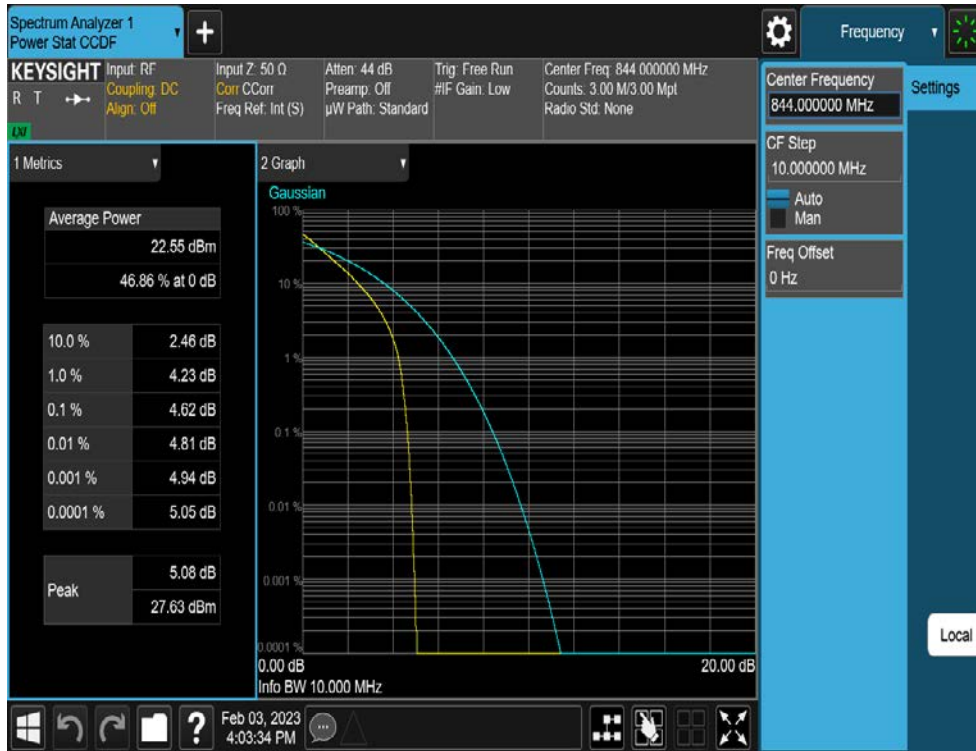 Spectrum Analyzer 1
Power Stat CCDF
+
Frequency
KEYSIGHT
R T
LXI
Input: RF
Coupling: DC
Align: Off
Input Z: 50 Ω
Corr CCorr
Freq Ref: Int (S)
Atten: 44 dB
Preamp: Off
µW Path: Standard
Trig: Free Run
#IF Gain: Low
Center Freq: 844.000000 MHz
Counts: 3.00 M/3.00 Mpt
Radio Std: None
Center Frequency
844.000000 MHz
Settings
CF Step
10.000000 MHz
Auto
Man
Freq Offset
0 Hz
Local
1 Metrics
Average Power
22.55 dBm
46.86 % at 0 dB
10.0 % 2.46 dB
1.0 % 4.23 dB
0.1 % 4.62 dB
0.01 % 4.81 dB
0.001 % 4.94 dB
0.0001 % 5.05 dB
Peak
5.08 dB
27.63 dBm
2 Graph
Gaussian
100 %
10 %
1 %
0.1 %
0.01 %
0.001 %
0.0001 %
0.00 dB 20.00 dB
Info BW 10.000 MHz
?
Feb 03, 2023
4:03:34 PM